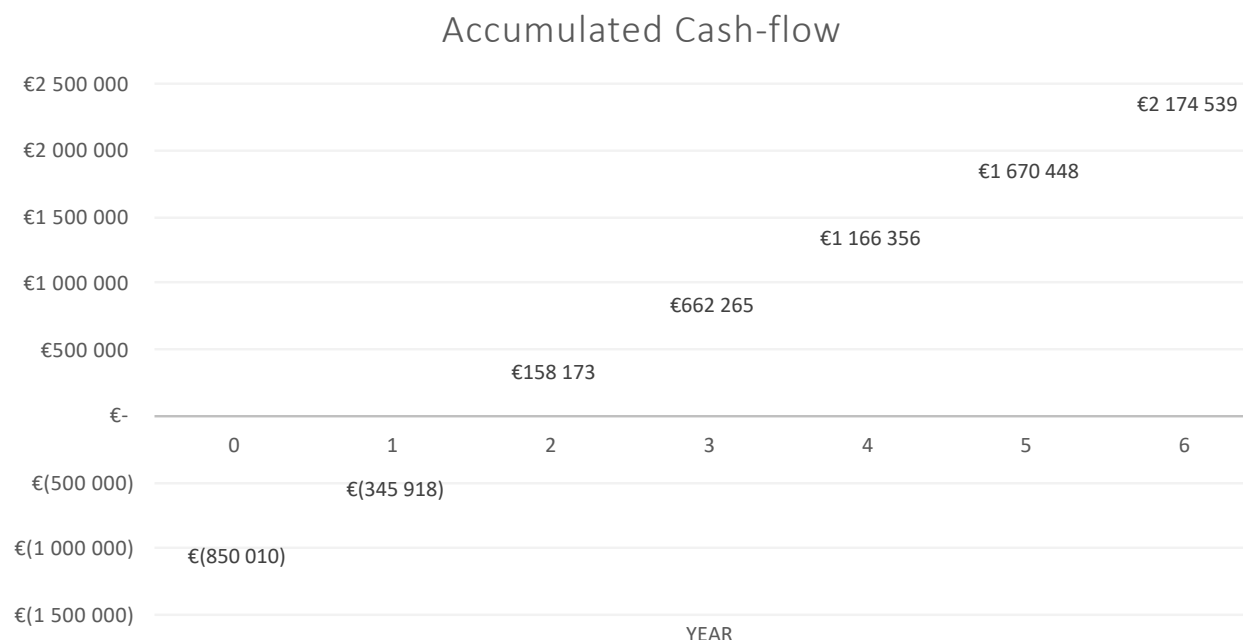 Accumulated Cash-flow
€2 500 000
€2 174 539
€2 000 000
€1 670 448
€1 500 000
€1 166 356
€1 000 000
€662 265
€500 000
€158 173
€-
0 1 2 3 4 5 6
€(500 000)
€(345 918)
€(1 000 000)
€(850 010)
€(1 500 000)
YEAR